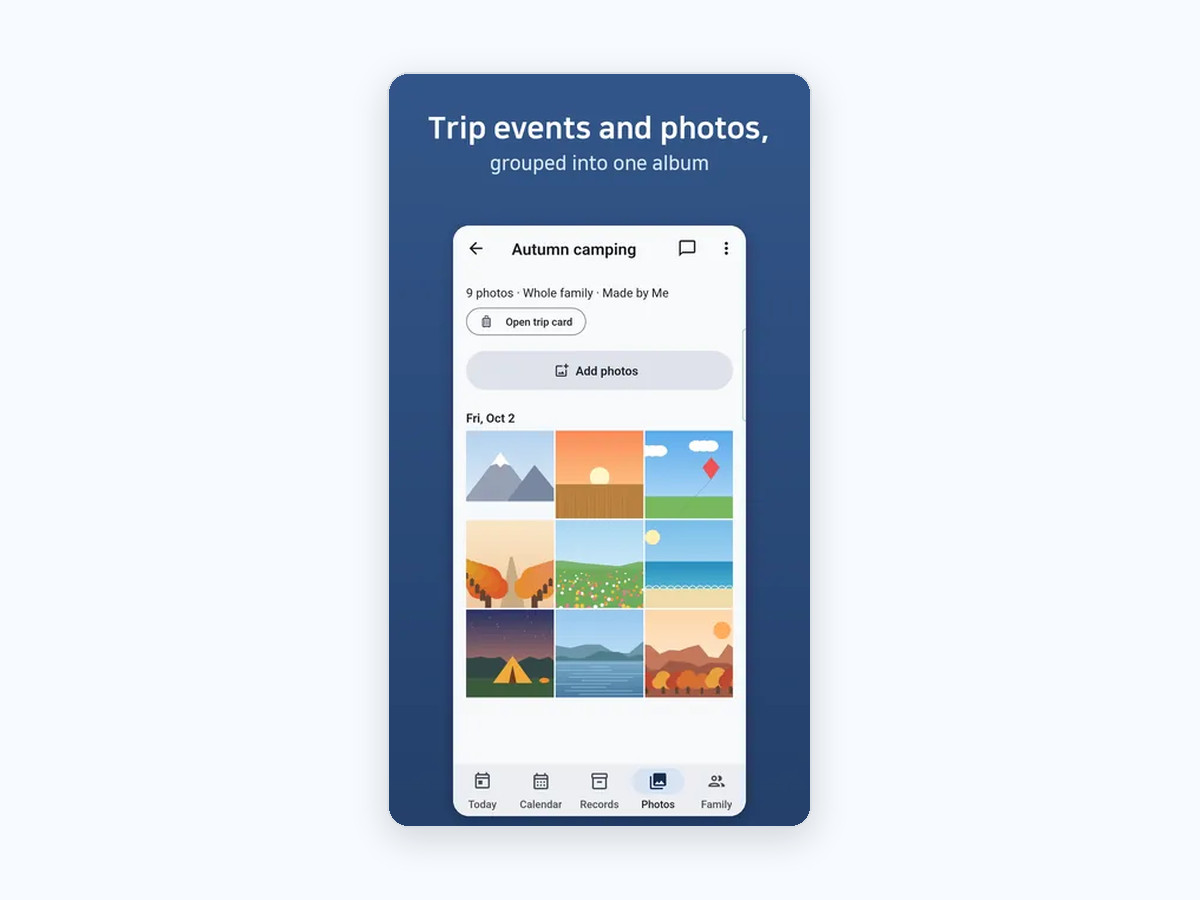 Trip events and photos,
grouped into one album
Autumn camping
9 photos · Whole family · Made by Me
Open trip card
Add photos
Fri, Oct 2
Today Calendar Records Photos Family